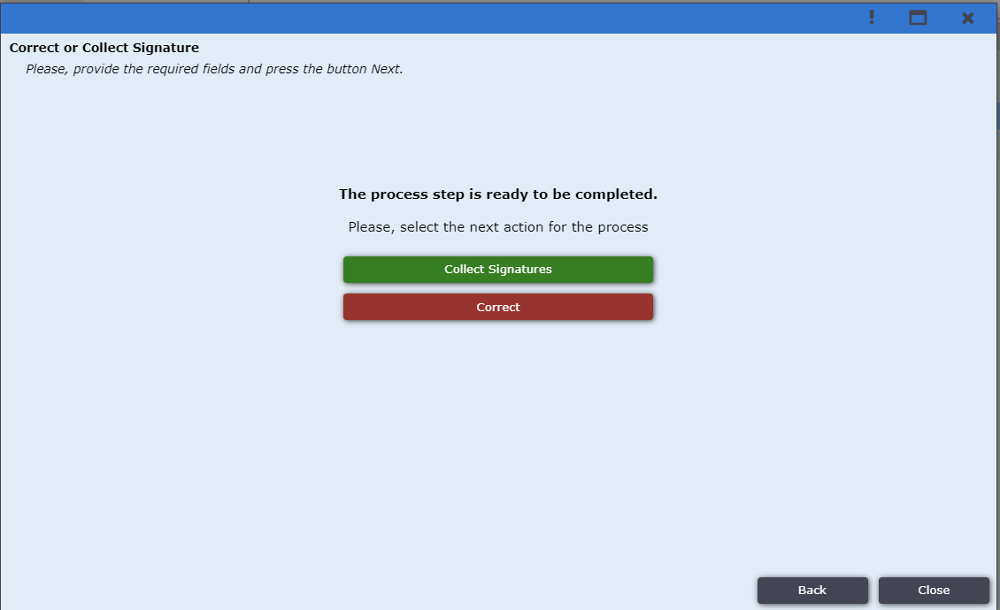 Correct or Collect Signature
Please, provide the required fields and press the button Next.
The process step is ready to be completed.
Please, select the next action for the process
Collect Signatures
Correct
Back
Close